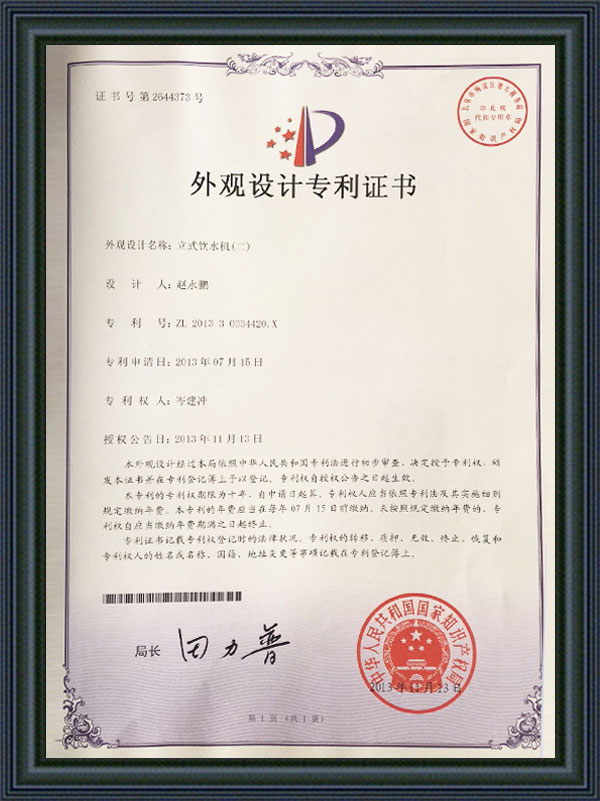 证书号第2644373号
印花税
代扣专用章
外观设计专利证书
外观设计名称:立式饮水机(二)
设 计 人:赵永鹏
专 利 号:ZL 2013 3 0334420.X
专利申请日:2013年07月15日
专 利 权 人:岑建冲
授权公告日:2013年11月13日
本外观设计经过本局依照中华人民共和国专利法进行初步审查,决定授予专利权,颁
发本证书并在专利登记簿上予以登记。专利权自授权公告之日起生效。
本专利的专利权期限为十年,自申请日起算。专利权人应当依照专利法及其实施细则
规定缴纳年费。本专利的年费应当在每年07月15日前缴纳。未按照规定缴纳年费的,专
利权自应当缴纳年费期满之日起终止。
专利证书记载专利权登记时的法律状况。专利权的转移、质押、无效、终止、恢复和
专利权人的姓名或名称、国籍、地址变更等事项记载在专利登记簿上。
局长 田力普
中华人民共和国国家知识产权局
2013年11月13日
第1页(共1页)